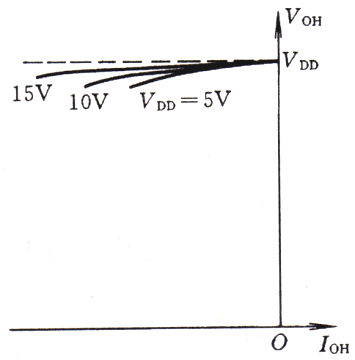 V_OH
V_DD
15V
10V
V_DD=5V
O
I_OH